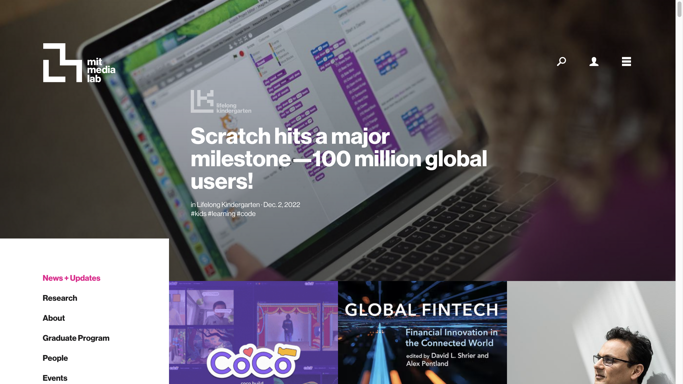 mit
media
lab
lifelong
kindergarten
Scratch hits a major
milestone—100 million global
users!
in Lifelong Kindergarten · Dec. 2, 2022
#kids #learning #code
News + Updates
Research
About
Graduate Program
People
Events
CoCo
GLOBAL FINTECH
Financial Innovation in
the Connected World
edited by David L. Shrier and
Alex Pentland